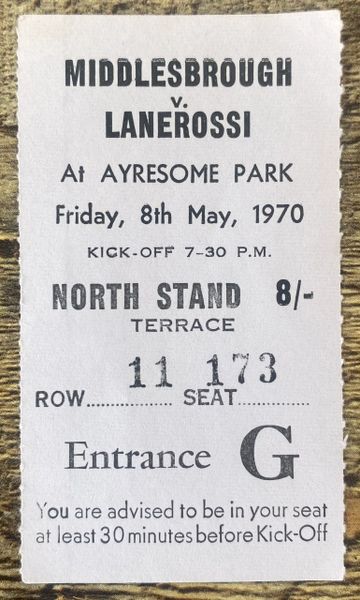 MIDDLESBROUGH
v.
LANEROSSI
At AYRESOME PARK
Friday, 8th May, 1970
KICK-OFF 7-30 P.M.
NORTH STAND 8/-
TERRACE
ROW 11 SEAT 173
Entrance G
You are advised to be in your seat
at least 30 minutes before Kick-Off